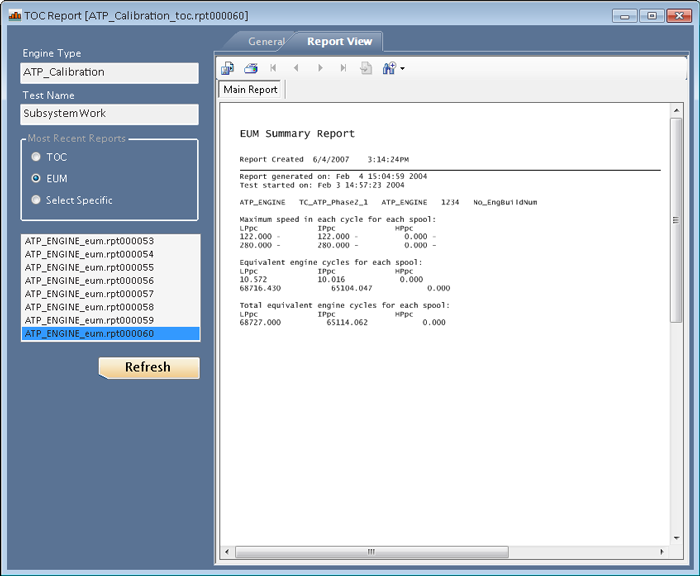 TOC Report [ATP_Calibration_toc.rpt000060]
Engine Type
ATP_Calibration
Test Name
SubsystemWork
Most Recent Reports
TOC
EUM
Select Specific
ATP_ENGINE_eum.rpt000053
ATP_ENGINE_eum.rpt000054
ATP_ENGINE_eum.rpt000055
ATP_ENGINE_eum.rpt000056
ATP_ENGINE_eum.rpt000057
ATP_ENGINE_eum.rpt000058
ATP_ENGINE_eum.rpt000059
ATP_ENGINE_eum.rpt000060
Refresh
General Report View
Main Report
EUM Summary Report
Report Created 6/4/2007 3:14:24PM
Report generated on: Feb 4 15:04:59 2004
Test started on: Feb 3 14:57:23 2004
ATP_ENGINE TC_ATP_Phase2_1 ATP_ENGINE 1234 No_EngBuildNum
Maximum speed in each cycle for each spool:
LPpc IPpc HPpc
122.000 - 122.000 - 0.000 -
280.000 - 280.000 - 0.000 -
Equivalent engine cycles for each spool:
LPpc IPpc HPpc
10.572 10.016 0.000
68716.430 65104.047 0.000
Total equivalent engine cycles for each spool:
LPpc IPpc HPpc
68727.000 65114.062 0.000